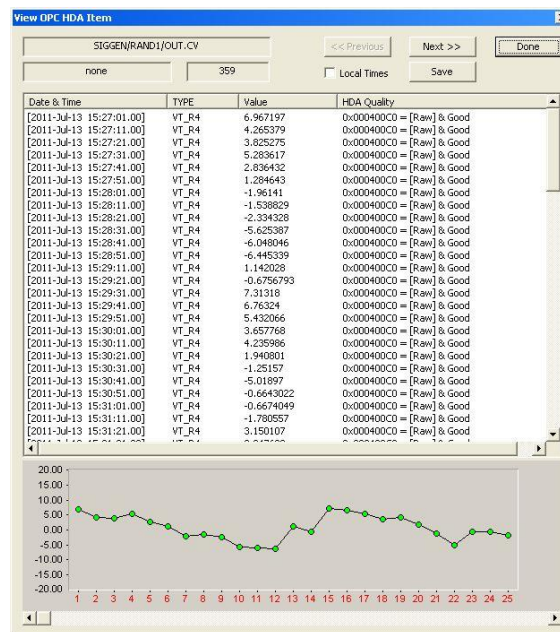 View OPC HDA Item
SIGGEN/RAND1/OUT.CV << Previous Next >> Done
none 359 Local Times Save
Date & Time TYPE Value HDA Quality
[2011-Jul-13 15:27:01.00] VT_R4 6.967197 0x000400C0 = [Raw] & Good
[2011-Jul-13 15:27:11.00] VT_R4 4.265379 0x000400C0 = [Raw] & Good
[2011-Jul-13 15:27:21.00] VT_R4 3.825275 0x000400C0 = [Raw] & Good
[2011-Jul-13 15:27:31.00] VT_R4 5.283617 0x000400C0 = [Raw] & Good
[2011-Jul-13 15:27:41.00] VT_R4 2.836432 0x000400C0 = [Raw] & Good
[2011-Jul-13 15:27:51.00] VT_R4 1.284643 0x000400C0 = [Raw] & Good
[2011-Jul-13 15:28:01.00] VT_R4 -1.96141 0x000400C0 = [Raw] & Good
[2011-Jul-13 15:28:11.00] VT_R4 -1.538829 0x000400C0 = [Raw] & Good
[2011-Jul-13 15:28:21.00] VT_R4 -2.334328 0x000400C0 = [Raw] & Good
[2011-Jul-13 15:28:31.00] VT_R4 -5.625387 0x000400C0 = [Raw] & Good
[2011-Jul-13 15:28:41.00] VT_R4 -6.048046 0x000400C0 = [Raw] & Good
[2011-Jul-13 15:28:51.00] VT_R4 -6.445339 0x000400C0 = [Raw] & Good
[2011-Jul-13 15:29:11.00] VT_R4 1.142028 0x000400C0 = [Raw] & Good
[2011-Jul-13 15:29:21.00] VT_R4 -0.6756793 0x000400C0 = [Raw] & Good
[2011-Jul-13 15:29:31.00] VT_R4 7.31318 0x000400C0 = [Raw] & Good
[2011-Jul-13 15:29:41.00] VT_R4 6.76324 0x000400C0 = [Raw] & Good
[2011-Jul-13 15:29:51.00] VT_R4 5.432066 0x000400C0 = [Raw] & Good
[2011-Jul-13 15:30:01.00] VT_R4 3.657768 0x000400C0 = [Raw] & Good
[2011-Jul-13 15:30:11.00] VT_R4 4.235986 0x000400C0 = [Raw] & Good
[2011-Jul-13 15:30:21.00] VT_R4 1.940801 0x000400C0 = [Raw] & Good
[2011-Jul-13 15:30:31.00] VT_R4 -1.25157 0x000400C0 = [Raw] & Good
[2011-Jul-13 15:30:41.00] VT_R4 -5.01897 0x000400C0 = [Raw] & Good
[2011-Jul-13 15:30:51.00] VT_R4 -0.6643022 0x000400C0 = [Raw] & Good
[2011-Jul-13 15:31:01.00] VT_R4 -0.6674049 0x000400C0 = [Raw] & Good
[2011-Jul-13 15:31:11.00] VT_R4 -1.780557 0x000400C0 = [Raw] & Good
[2011-Jul-13 15:31:21.00] VT_R4 3.150107 0x000400C0 = [Raw] & Good
20.00
15.00
10.00
5.00
0.00
-5.00
-10.00
-15.00
-20.00
1 2 3 4 5 6 7 8 9 10 11 12 13 14 15 16 17 18 19 20 21 22 23 24 25